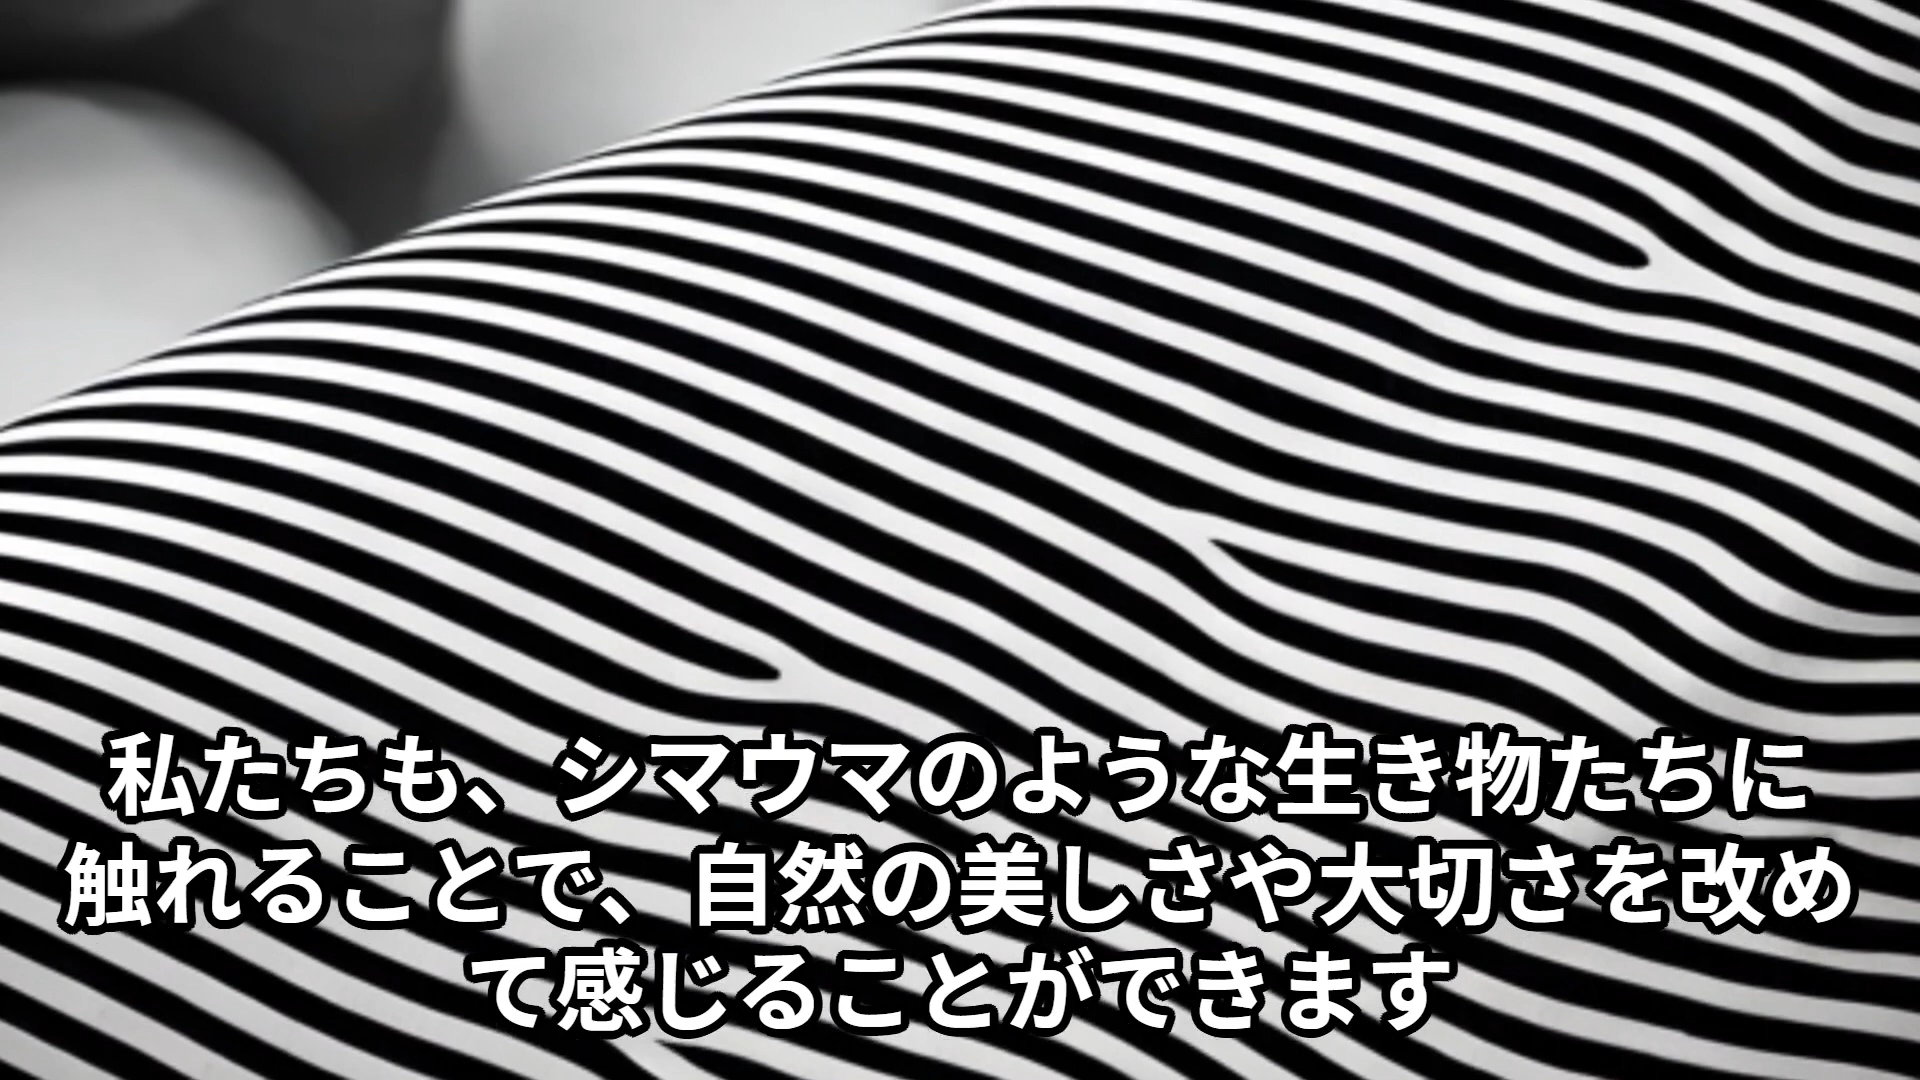 私たちも、シマウマのような生き物たちに
触れることで、自然の美しさや大切さを改め
て感じることができます